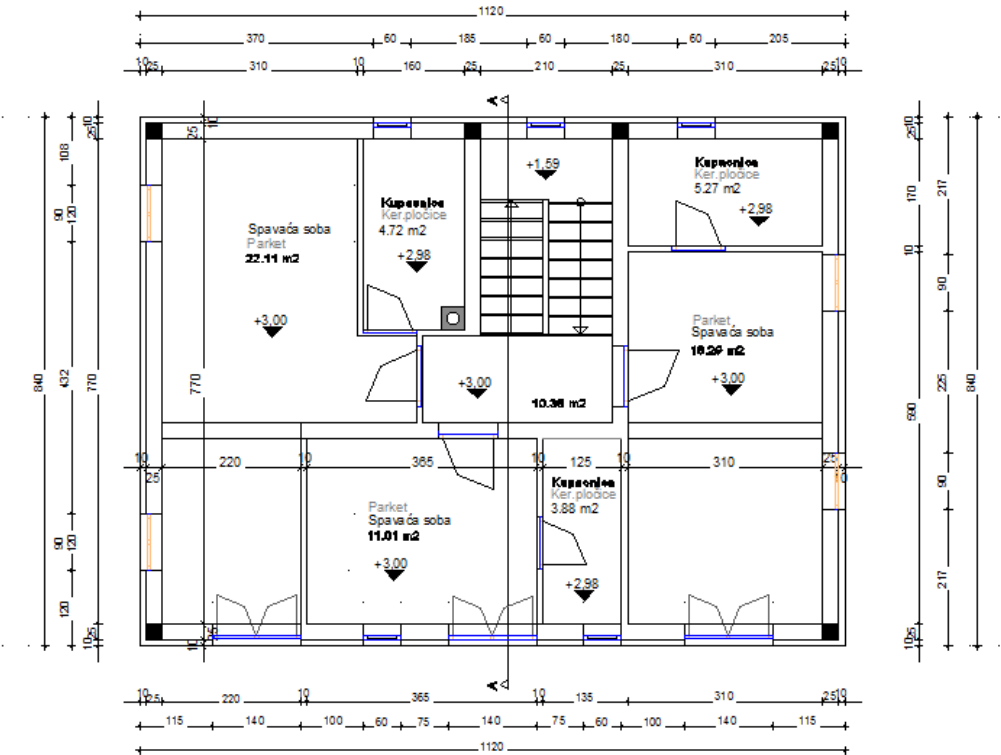 1120
370 60 185 60 180 60 205
10 25 310 10 160 25 210 25 310 25 10
A
10 25 25 10 25 10
108 +1,59 Kupaonica
Ker.pločice
5.27 m2
170 217
90 120 Kupaonica
Ker.pločice
4.72 m2
+2,98
Spavaća soba
Parket
22.11 m2
10
+2,98
90
+3,00
Parket
Spavaća soba
840 770 432 770 +3,00 +3,00 225 590 840
10.36 m2
10 25 220 10 365 10 125 10 310 25 10
Kupaonica
Ker.pločice
3.88 m2
90
Parket
Spavaća soba
11.01 m2
90 120 +3,00 +2,98 217
120
10 25 25 10 10 25
A
10 25 220 10 365 10 135 310 25 10
115 140 100 60 75 140 75 60 100 140 115
1120